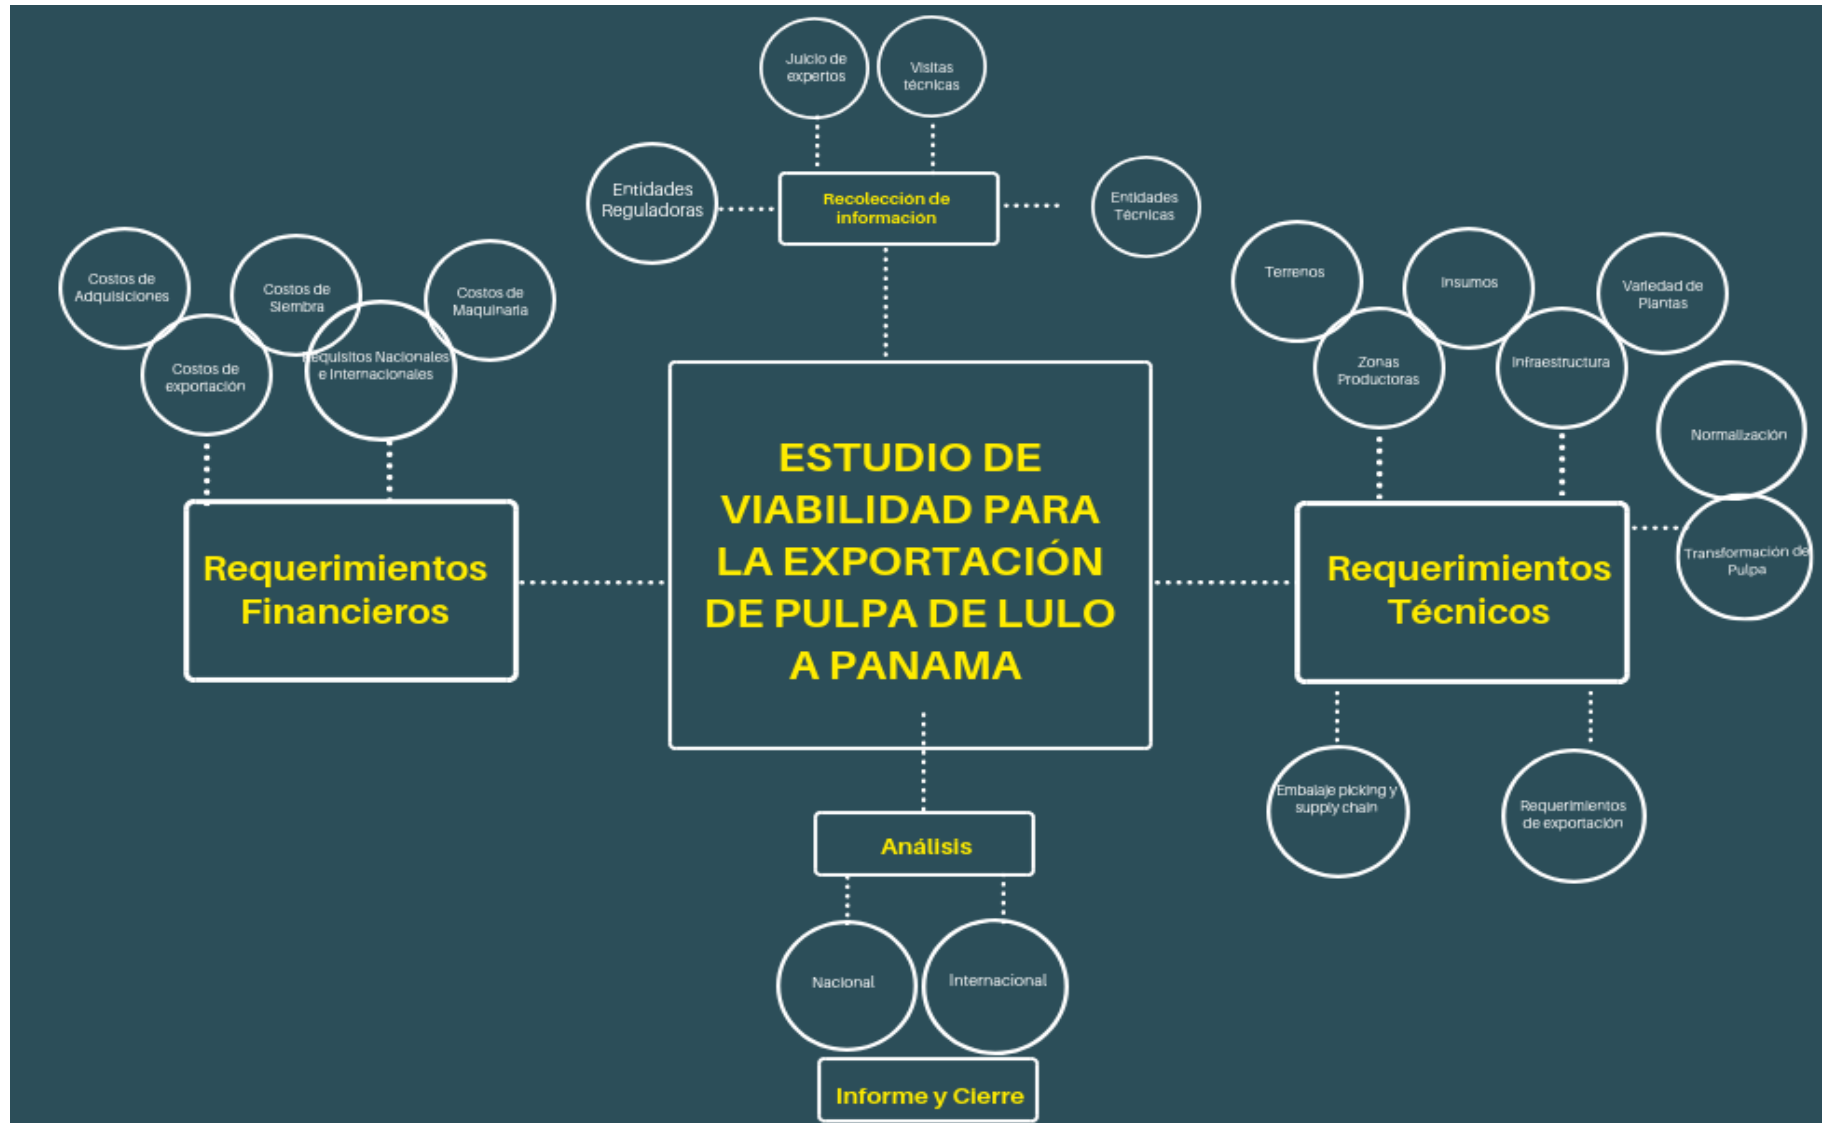 Juicio de
expertos
Visitas
técnicas
Entidades
Reguladoras
Recolección de
información
Entidades
Técnicas
Costos de
Adquisiciones
Costos de
Siembra
Costos de
Maquinaria
Costos de
exportación
Requisitos Nacionales
e Internacionales
Terrenos
Insumos
Variedad de
Plantas
Zonas
Productoras
Infraestructura
Normalización
Transformación de
Pulpa
Requerimientos
Financieros
ESTUDIO DE
VIABILIDAD PARA
LA EXPORTACIÓN
DE PULPA DE LULO
A PANAMA
Requerimientos
Técnicos
Embalaje picking y
supply chain
Requerimientos
de exportación
Análisis
Nacional
Internacional
Informe y Cierre